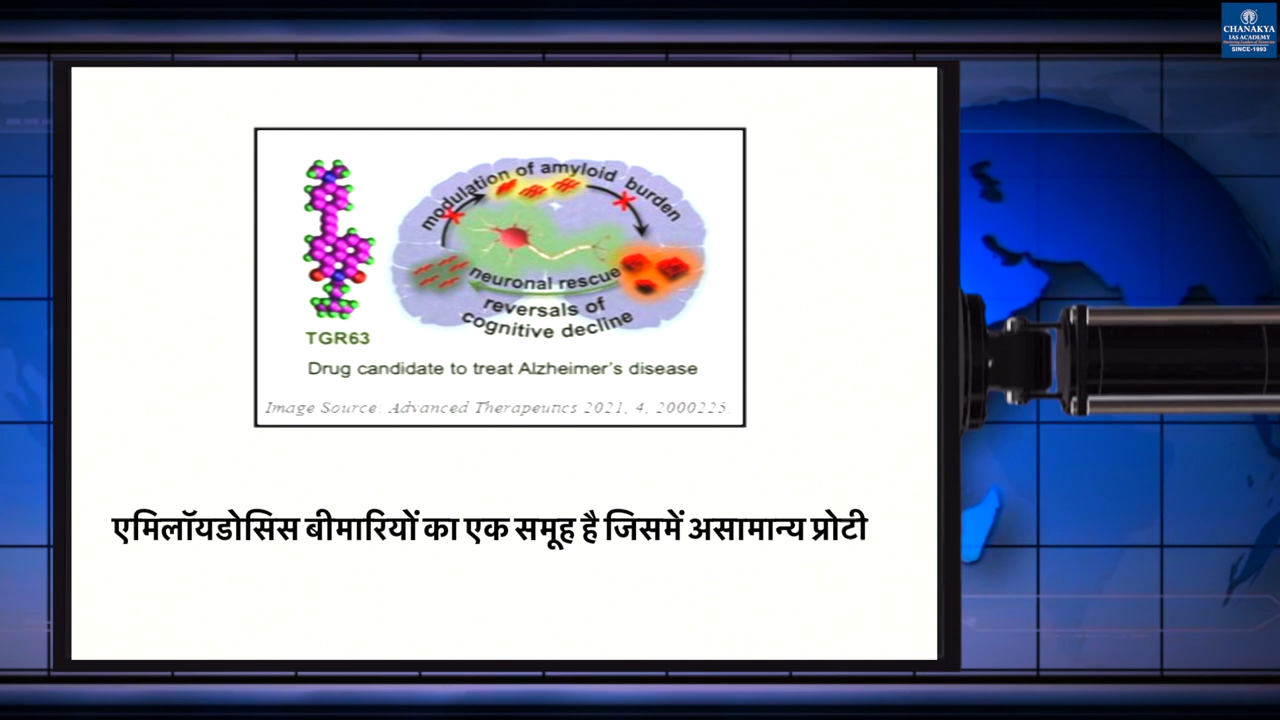 CHANAKYA
IAS ACADEMY
SINCE-1993
modulation of amyloid burden
neuronal rescue
reversals of
cognitive decline
TGR63
Drug candidate to treat Alzheimer's disease
Image Source: Advanced Therapeutics 2021, 4, 2000225.
एमिलॉयडोसिस बीमारियों का एक समूह है जिसमें असामान्य प्रोटी